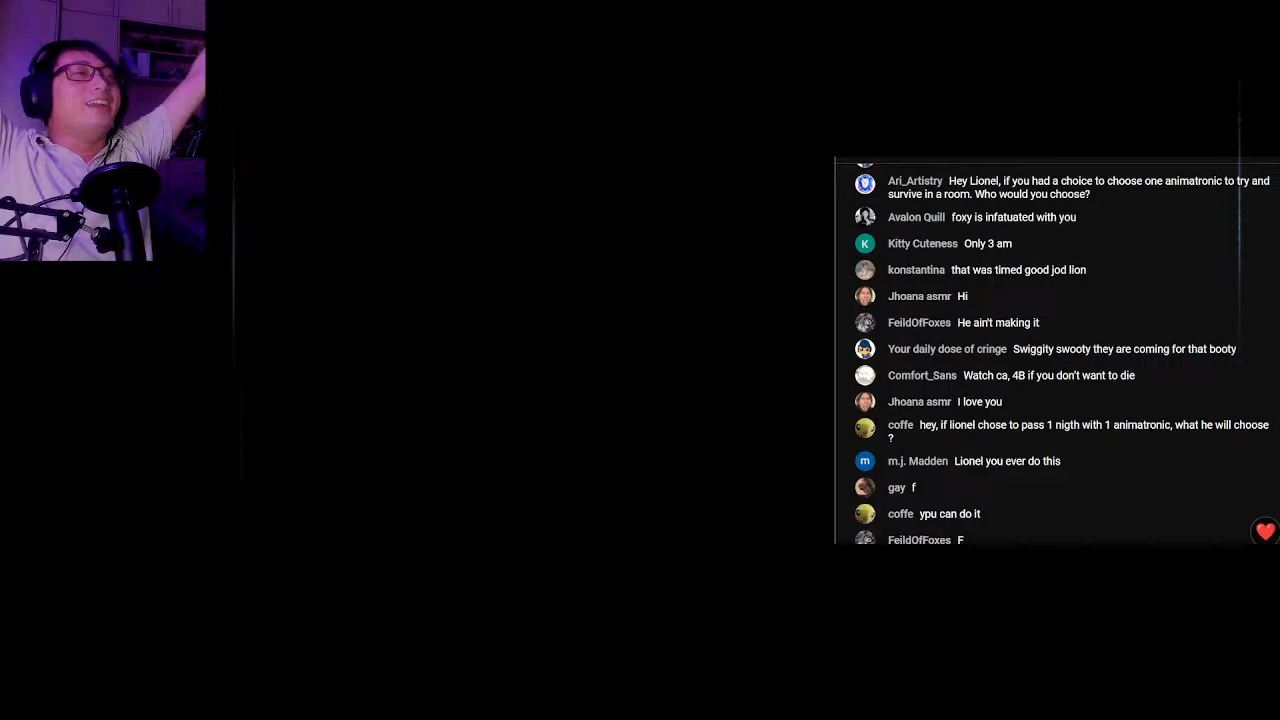 Ari_Artistry Hey Lionel, if you had a choice to choose one animatronic to try and
survive in a room. Who would you choose?
Avalon Quill foxy is infatuated with you
K Kitty Cuteness Only 3 am
konstantina that was timed good jod lion
Jhoana asmr Hi
FeildOfFoxes He ain't making it
Your daily dose of cringe Swiggity swooty they are coming for that booty
Comfort_Sans Watch ca, 4B if you don't want to die
Jhoana asmr I love you
coffe hey, if lionel chose to pass 1 nigth with 1 animatronic, what he will choose
?
m m.j. Madden Lionel you ever do this
gay f
coffe ypu can do it
FeildOfFoxes F